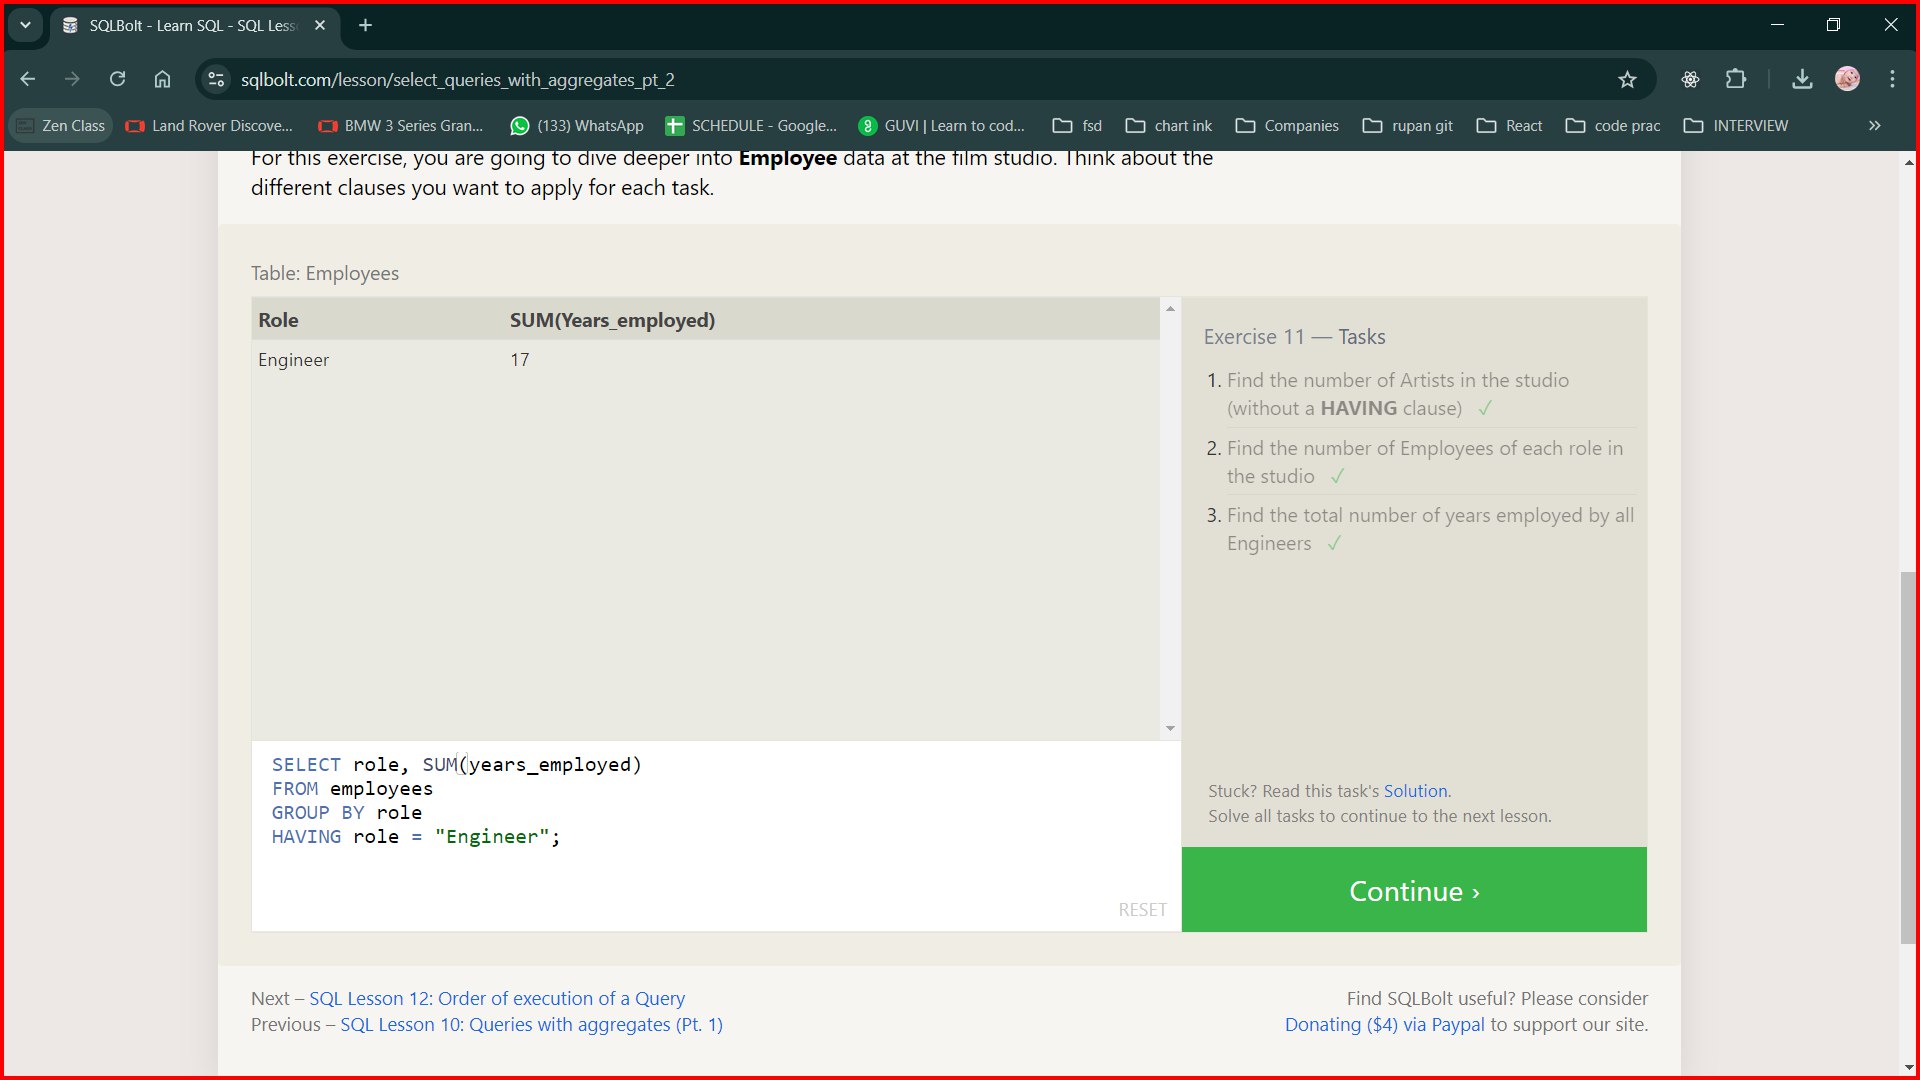 SQLBolt - Learn SQL - SQL Less
sqlbolt.com/lesson/select_queries_with_aggregates_pt_2
Zen Class
Land Rover Discove...
BMW 3 Series Gran...
(133) WhatsApp
SCHEDULE - Google...
GUVI | Learn to cod...
fsd
chart ink
Companies
rupan git
React
code prac
INTERVIEW
For this exercise, you are going to dive deeper into Employee data at the film studio. Think about the
different clauses you want to apply for each task.
Table: Employees
Role SUM(Years_employed)
Engineer 17
SELECT role, SUM(years_employed)
FROM employees
GROUP BY role
HAVING role = "Engineer";
RESET
Exercise 11 — Tasks
1. Find the number of Artists in the studio
(without a HAVING clause) ✓
2. Find the number of Employees of each role in
the studio ✓
3. Find the total number of years employed by all
Engineers ✓
Stuck? Read this task's Solution.
Solve all tasks to continue to the next lesson.
Continue ›
Next – SQL Lesson 12: Order of execution of a Query
Previous – SQL Lesson 10: Queries with aggregates (Pt. 1)
Find SQLBolt useful? Please consider
Donating ($4) via Paypal to support our site.